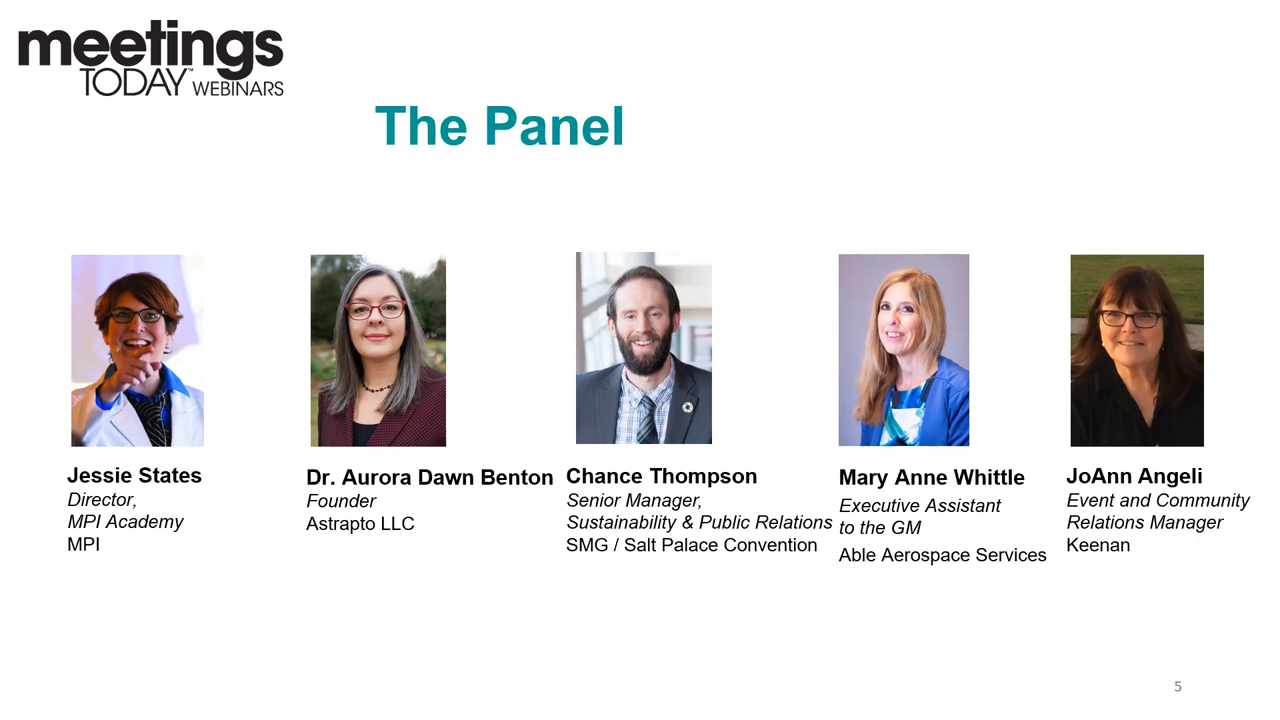 meetings
TODAY™ WEBINARS
The Panel
Jessie States
Director,
MPI Academy
MPI
Dr. Aurora Dawn Benton
Founder
Astrapto LLC
Chance Thompson
Senior Manager,
Sustainability & Public Relations
SMG / Salt Palace Convention
Mary Anne Whittle
Executive Assistant
to the GM
Able Aerospace Services
JoAnn Angeli
Event and Community
Relations Manager
Keenan
5